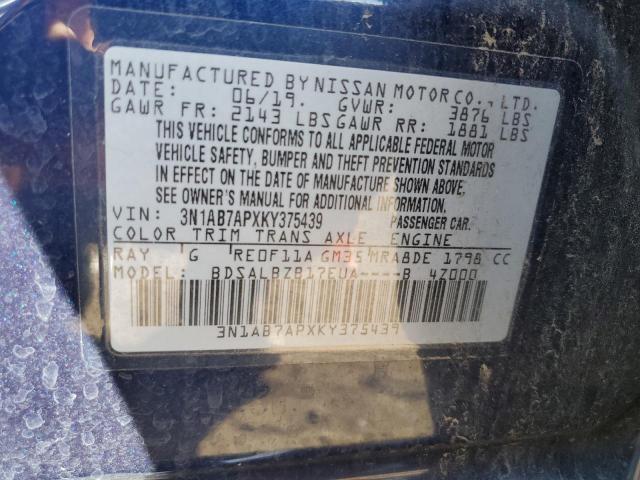 MANUFACTURED BY NISSAN MOTOR CO., LTD.
DATE: 06/19. GVWR: 3876 LBS
GAWR FR: 2143 LBS GAWR RR: 1881 LBS
THIS VEHICLE CONFORMS TO ALL APPLICABLE FEDERAL MOTOR
VEHICLE SAFETY, BUMPER AND THEFT PREVENTION STANDARDS
IN EFFECT ON THE DATE OF MANUFACTURE SHOWN ABOVE.
SEE OWNER'S MANUAL FOR ADDITIONAL INFORMATION.
VIN: 3N1AB7APXKY375439 PASSENGER CAR.
COLOR TRIM TRANS AXLE ENGINE
RAY G RE0F11A GM35 MRA8DE 1798 CC
MODEL: BDSALBZB17EUA----B 4Z000
3N1AB7APXKY375439